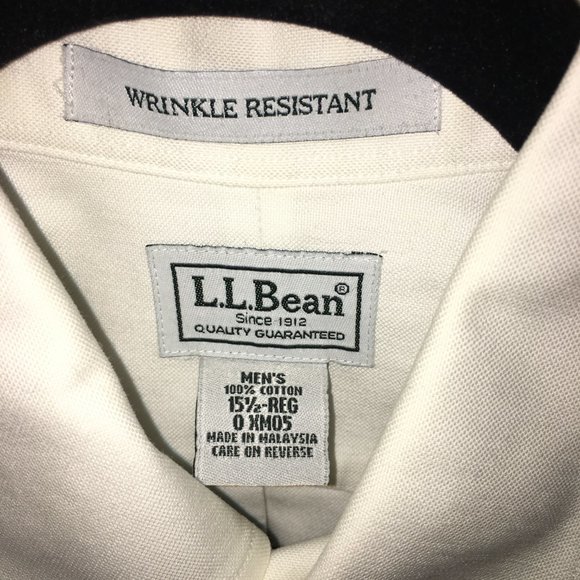 WRINKLE RESISTANT
L.L.Bean®
Since 1912
QUALITY GUARANTEED
MEN'S
100% COTTON
15½-REG
0 XM05
MADE IN MALAYSIA
CARE ON REVERSE